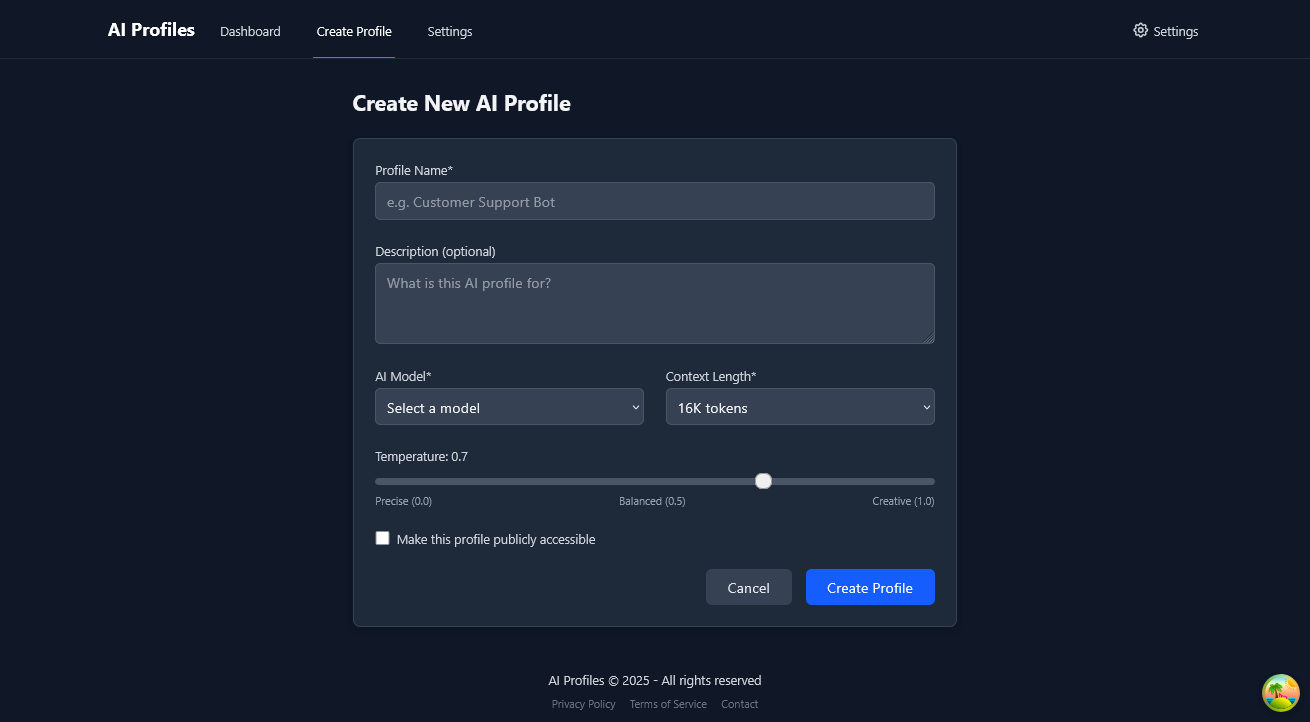 AI Profiles Dashboard Create Profile Settings Settings
Create New AI Profile
Profile Name*
e.g. Customer Support Bot
Description (optional)
What is this AI profile for?
AI Model* Context Length*
Select a model 16K tokens
Temperature: 0.7
Precise (0.0) Balanced (0.5) Creative (1.0)
Make this profile publicly accessible
Cancel Create Profile
AI Profiles © 2025 - All rights reserved
Privacy Policy Terms of Service Contact